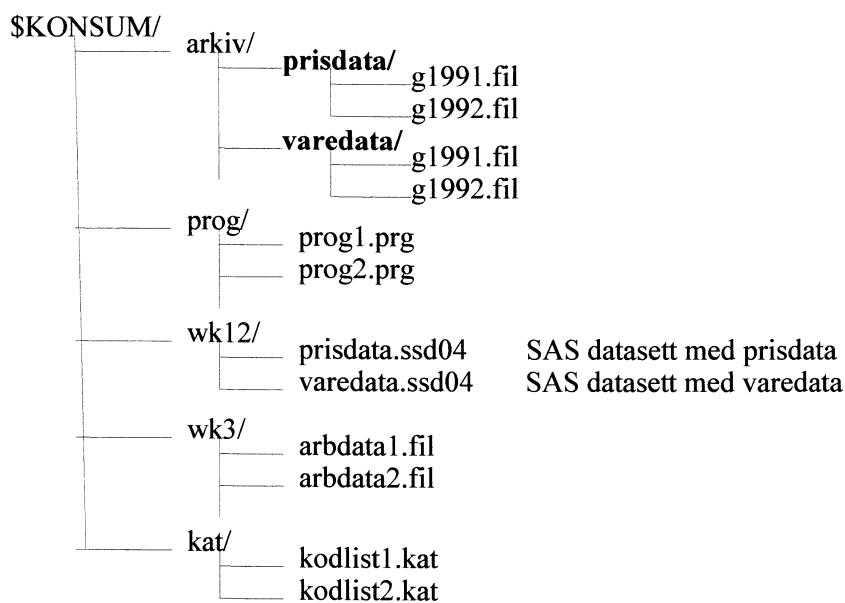 $KONSUM/
arkiv/
prisdata/
g1991.fil
g1992.fil
varedata/
g1991.fil
g1992.fil
prog/
prog1.prg
prog2.prg
wk12/
prisdata.ssd04 SAS datasett med prisdata
varedata.ssd04 SAS datasett med varedata
wk3/
arbdata1.fil
arbdata2.fil
kat/
kodlist1.kat
kodlist2.kat